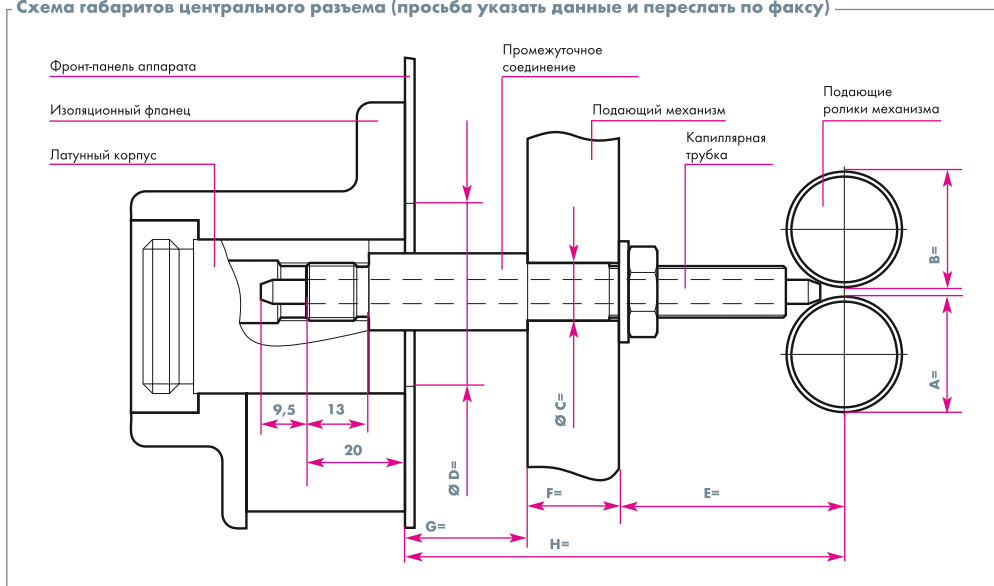 Схема габаритов центрального разъема (просьба указать данные и переслать по факсу)
Фронт-панель аппарата
Изоляционный фланец
Латунный корпус
Промежуточное
соединение
Подающий механизм
Капиллярная
трубка
Подающие
ролики механизма
B=
A=
Ø C=
Ø D=
9,5
13
20
F=
E=
G=
H=